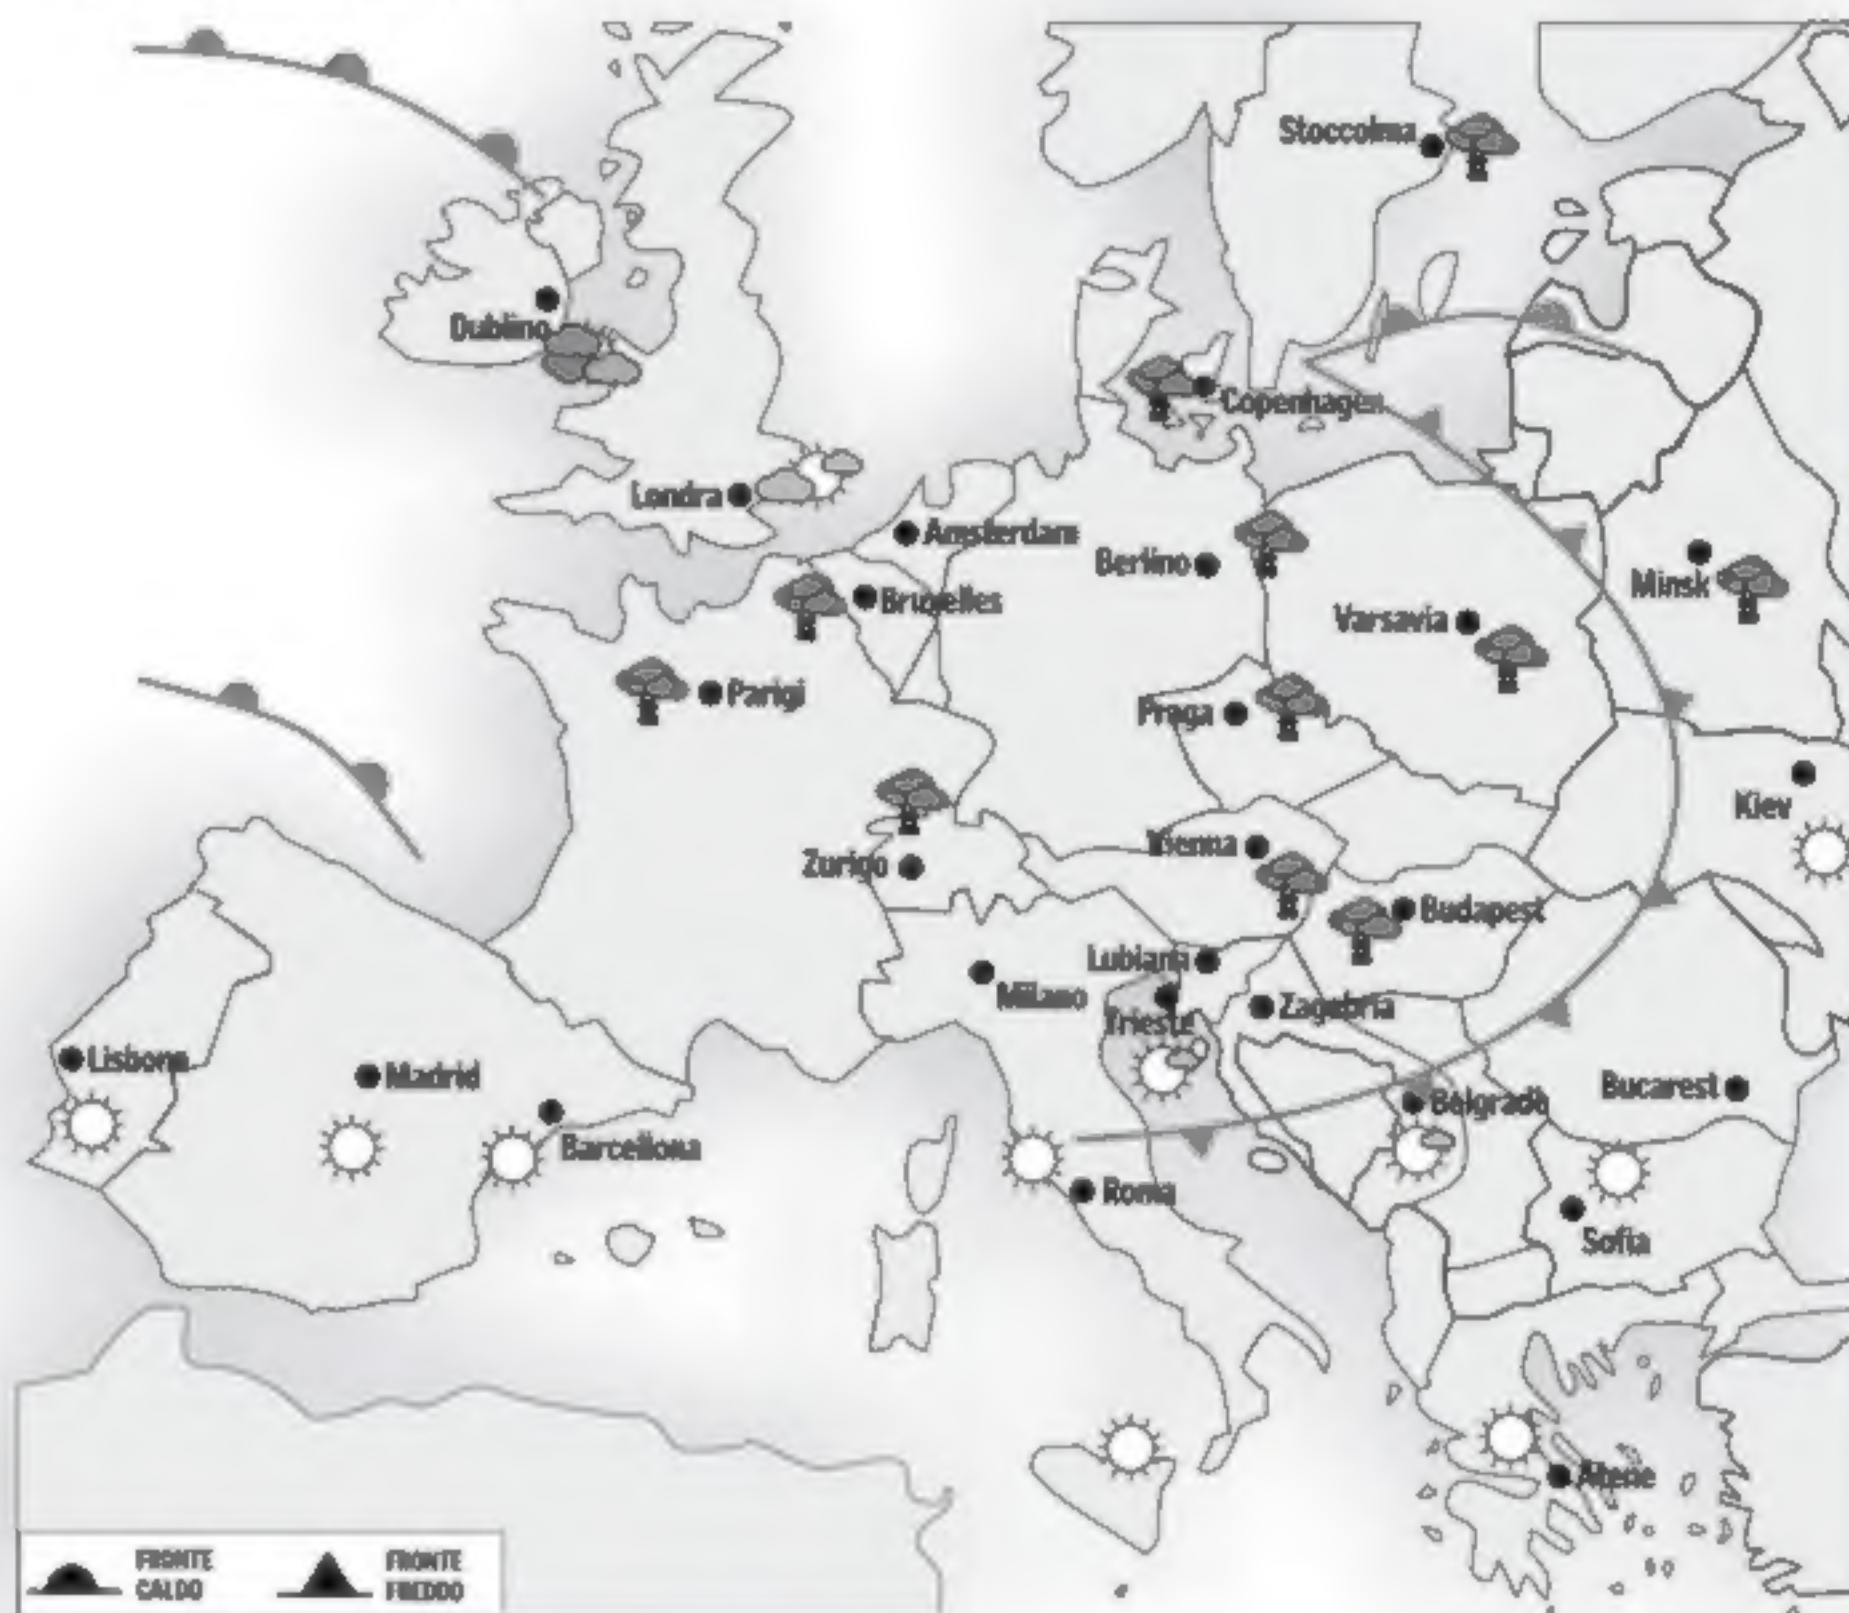 Stoccolma
Dublino
Copenhagen
Londra
Amsterdam
Berlino
Bruxelles
Minsk
Varsavia
Parigi
Praga
Kiev
Vienna
Zurigo
Budapest
Lubiana
Milano
Zagabria
Trieste
Lisbona
Madrid
Belgrado
Bucarest
Barcellona
Roma
Sofia
Atene
FRONTE
CALDO
FRONTE
FREDDO